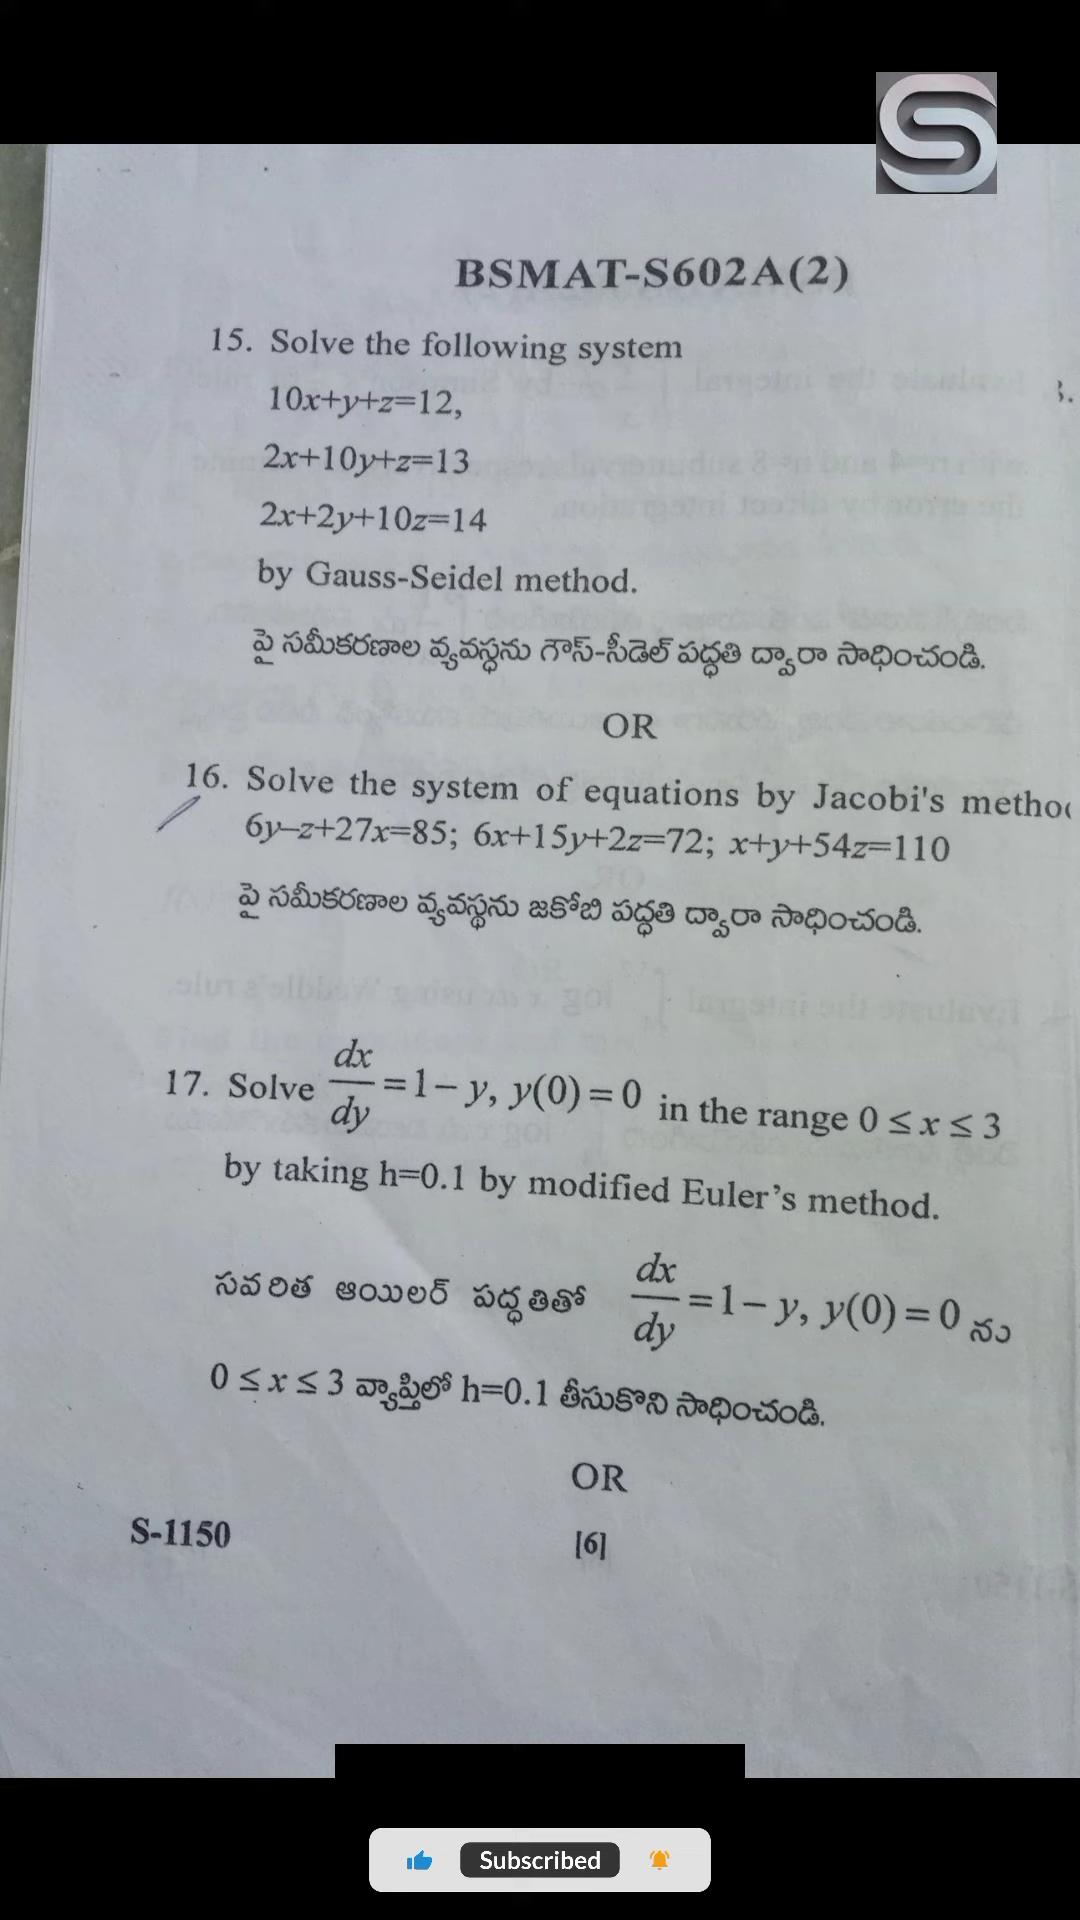 BSMAT-S602A(2)
15. Solve the following system
10x+y+z=12,
2x+10y+z=13
2x+2y+10z=14
by Gauss-Seidel method.
పై సమీకరణాల వ్యవస్థను గౌస్-సీడెల్ పద్ధతి ద్వారా సాధించండి.
OR
16. Solve the system of equations by Jacobi's
6y–z+27x=85; 6x+15y+2z=72; x+y+54z=110
పై సమీకరణాల వ్యవస్థను జకోబి పద్ధతి ద్వారా సాధించండి.
17. Solve dx/dy = 1 − y, y(0) = 0 in the range 0 ≤ x ≤ 3
by taking h=0.1 by modified Euler's method.
సవరిత ఆయిలర్ పద్ధతితో dx/dy = 1 − y, y(0) = 0 ను
0 ≤ x ≤ 3 వ్యాప్తిలో h=0.1 తీసుకొని సాధించండి.
OR
S-1150
[6]
Subscribed